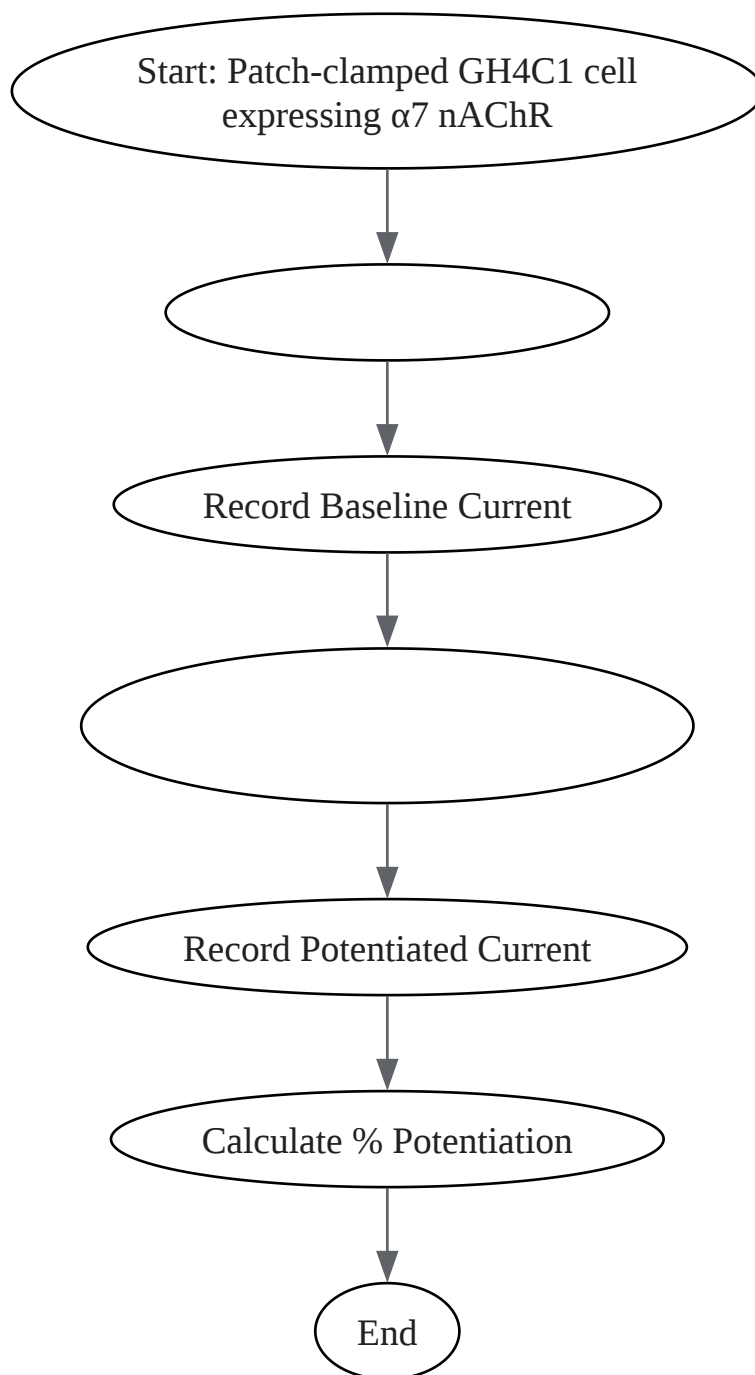 Start: Patch-clamped GH4C1 cell
expressing α7 nAChR
Record Baseline Current
Record Potentiated Current
Calculate % Potentiation
End